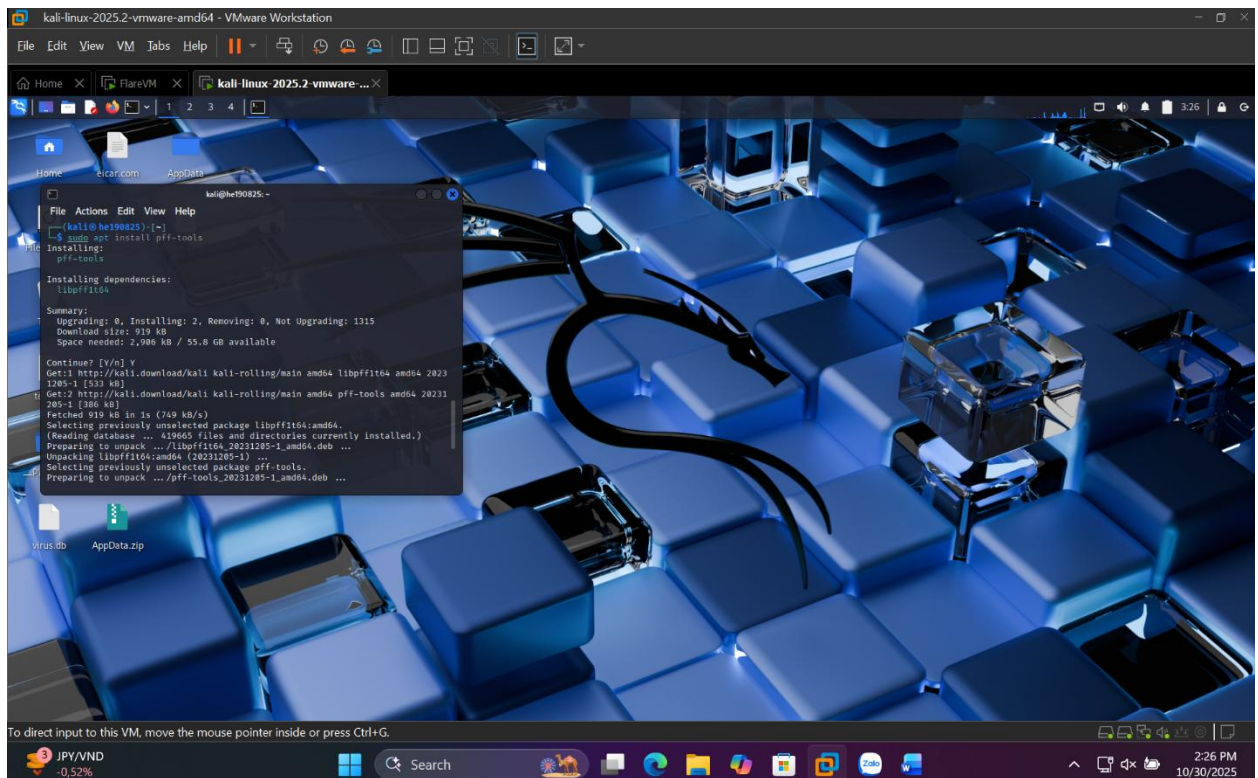 kali-linux-2025.2-vmware-amd64 - VMware Workstation
File Edit View VM Tabs Help
Home FlareVM kali-linux-2025.2-vmware-...
1 2 3 4 3:26
Home eicar.com AppData
kali@he190825: ~
File Actions Edit View Help
(kali㉿he190825)-[~]
$ sudo apt install pff-tools
Installing:
pff-tools
Installing dependencies:
libpff1t64
Summary:
Upgrading: 0, Installing: 2, Removing: 0, Not Upgrading: 1315
Download size: 919 kB
Space needed: 2,906 kB / 55.8 GB available
Continue? [Y/n] Y
Get:1 http://kali.download/kali kali-rolling/main amd64 libpff1t64 amd64 2023
1205-1 [533 kB]
Get:2 http://kali.download/kali kali-rolling/main amd64 pff-tools amd64 20231
205-1 [386 kB]
Fetched 919 kB in 1s (749 kB/s)
Selecting previously unselected package libpff1t64:amd64.
(Reading database ... 419665 files and directories currently installed.)
Preparing to unpack .../libpff1t64_20231205-1_amd64.deb ...
Unpacking libpff1t64:amd64 (20231205-1) ...
Selecting previously unselected package pff-tools.
Preparing to unpack .../pff-tools_20231205-1_amd64.deb ...
virus.db AppData.zip
To direct input to this VM, move the mouse pointer inside or press Ctrl+G.
3 JPY/VND
-0,52%
Search
Zalo
2:26 PM
10/30/2025